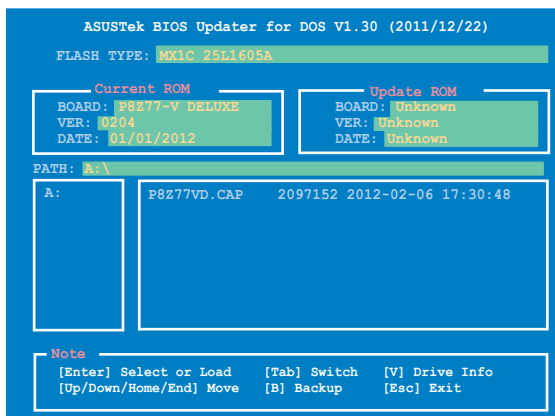 ASUSTek BIOS Updater for DOS V1.30 (2011/12/22)
FLASH TYPE: MX1C 25L1605A
Current ROM
BOARD: P8Z77-V DELUXE
VER: 0204
DATE: 01/01/2012
Update ROM
BOARD: Unknown
VER: Unknown
DATE: Unknown
PATH: A:\
A:
P8Z77VD.CAP 2097152 2012-02-06 17:30:48
Note
[Enter] Select or Load [Tab] Switch [V] Drive Info
[Up/Down/Home/End] Move [B] Backup [Esc] Exit